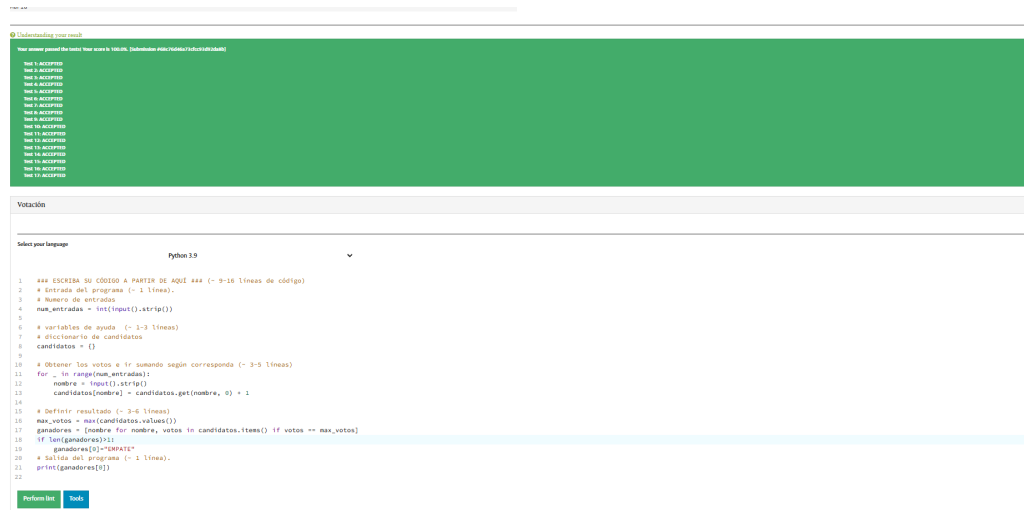 Understanding your result
Your answer passed the tests! Your score is 100.0%.
Test 1: ACCEPTED
Test 2: ACCEPTED
Test 3: ACCEPTED
Test 4: ACCEPTED
Test 5: ACCEPTED
Test 6: ACCEPTED
Test 7: ACCEPTED
Test 8: ACCEPTED
Test 9: ACCEPTED
Test 10: ACCEPTED
Test 11: ACCEPTED
Test 12: ACCEPTED
Test 13: ACCEPTED
Test 14: ACCEPTED
Test 15: ACCEPTED
Test 16: ACCEPTED
Test 17: ACCEPTED
Votación
Select your language
Python 3.9
1 ### ESCRIBA SU CÓDIGO A PARTIR DE AQUÍ ### (~ 9-16 líneas de código)
2 # Entrada del programa (~ 1 línea).
3 # Numero de entradas
4 num_entradas = int(input().strip())
5
6 # variables de ayuda (~ 1-3 líneas)
7 # diccionario de candidatos
8 candidatos = {}
9
10 # Obtener los votos e ir sumando según corresponda (~ 3-5 líneas)
11 for _ in range(num_entradas):
12 nombre = input().strip()
13 candidatos[nombre] = candidatos.get(nombre, 0) + 1
14
15 # Definir resultado (~ 3-6 líneas)
16 max_votos = max(candidatos.values())
17 ganadores = [nombre for nombre, votos in candidatos.items() if votos == max_votos]
18 if len(ganadores)>1:
19 ganadores[0]="EMPATE"
20 # Salida del programa (~ 1 línea).
21 print(ganadores[0])
22
Perform lint
Tools